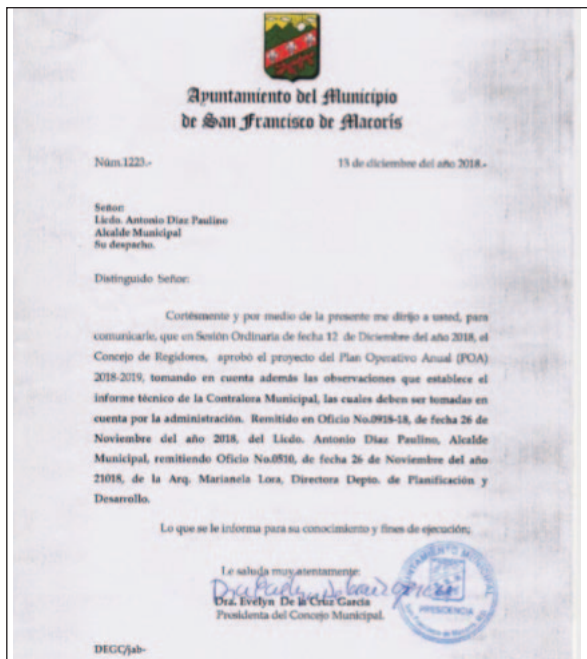 Ayuntamiento del Municipio
de San Francisco de Macorís
Núm.1223.-
13 de diciembre del año 2018.-
Señor:
Licdo. Antonio Díaz Paulino
Alcalde Municipal
Su despacho.
Distinguido Señor:
Cortésmente y por medio de la presente me dirijo a usted, para
comunicarle, que en Sesión Ordinaria de fecha 12 de Diciembre del año 2018, el
Concejo de Regidores, aprobó el proyecto del Plan Operativo Anual (POA)
2018-2019, tomando en cuenta además las observaciones que establece el
informe técnico de la Contralora Municipal, las cuales deben ser tomadas en
cuenta por la administración. Remitido en Oficio No.0918-18, de fecha 26 de
Noviembre del año 2018, del Licdo. Antonio Díaz Paulino, Alcalde
Municipal, remitiendo Oficio No.0510, de fecha 26 de Noviembre del año
21018, de la Arq. Marianela Lora, Directora Depto. de Planificación y
Desarrollo.
Lo que se le informa para su conocimiento y fines de ejecución;
Le saluda muy atentamente:
Dra. Evelyn De la Cruz García
Presidenta del Concejo Municipal.
AYUNTAMIENTO MUNICIPAL
PRESIDENCIA
San Francisco de Macorís, R.D.
DEGC/jab-